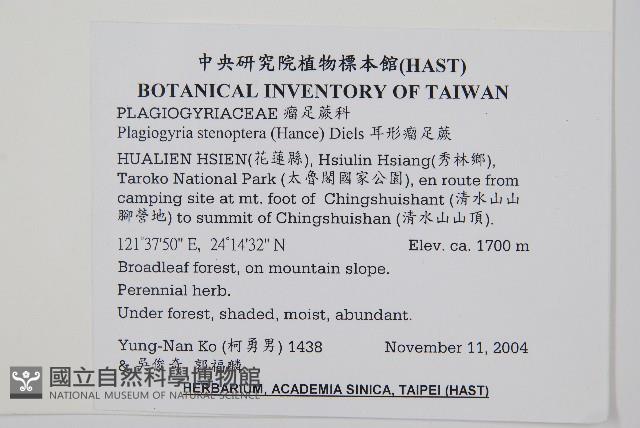 中央研究院植物標本館(HAST)
BOTANICAL INVENTORY OF TAIWAN
PLAGIOGYRIACEAE 瘤足蕨科
Plagiogyria stenoptera (Hance) Diels 耳形瘤足蕨
HUALIEN HSIEN(花蓮縣), Hsiulin Hsiang(秀林鄉),
Taroko National Park (太魯閣國家公園), en route from
camping site at mt. foot of Chingshuishant (清水山山
腳營地) to summit of Chingshuishan (清水山山頂).
121°37'50" E, 24°14'32" N Elev. ca. 1700 m
Broadleaf forest, on mountain slope.
Perennial herb.
Under forest, shaded, moist, abundant.
Yung-Nan Ko (柯勇男) 1438 November 11, 2004
& 吳俊奇 郭福麟
國立自然科學博物館
NATIONAL MUSEUM OF NATURAL SCIENCE
HERBARIUM, ACADEMIA SINICA, TAIPEI (HAST)